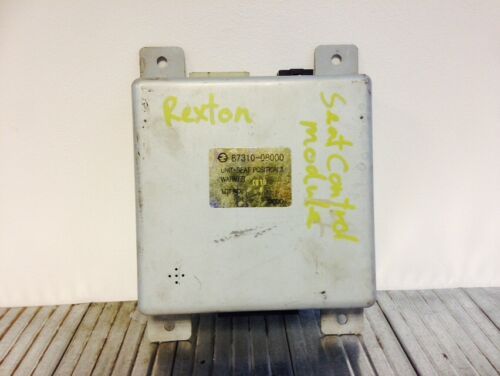 Rexton
Seat Control
module
87310-08000
UNIT-SEAT POSITION &